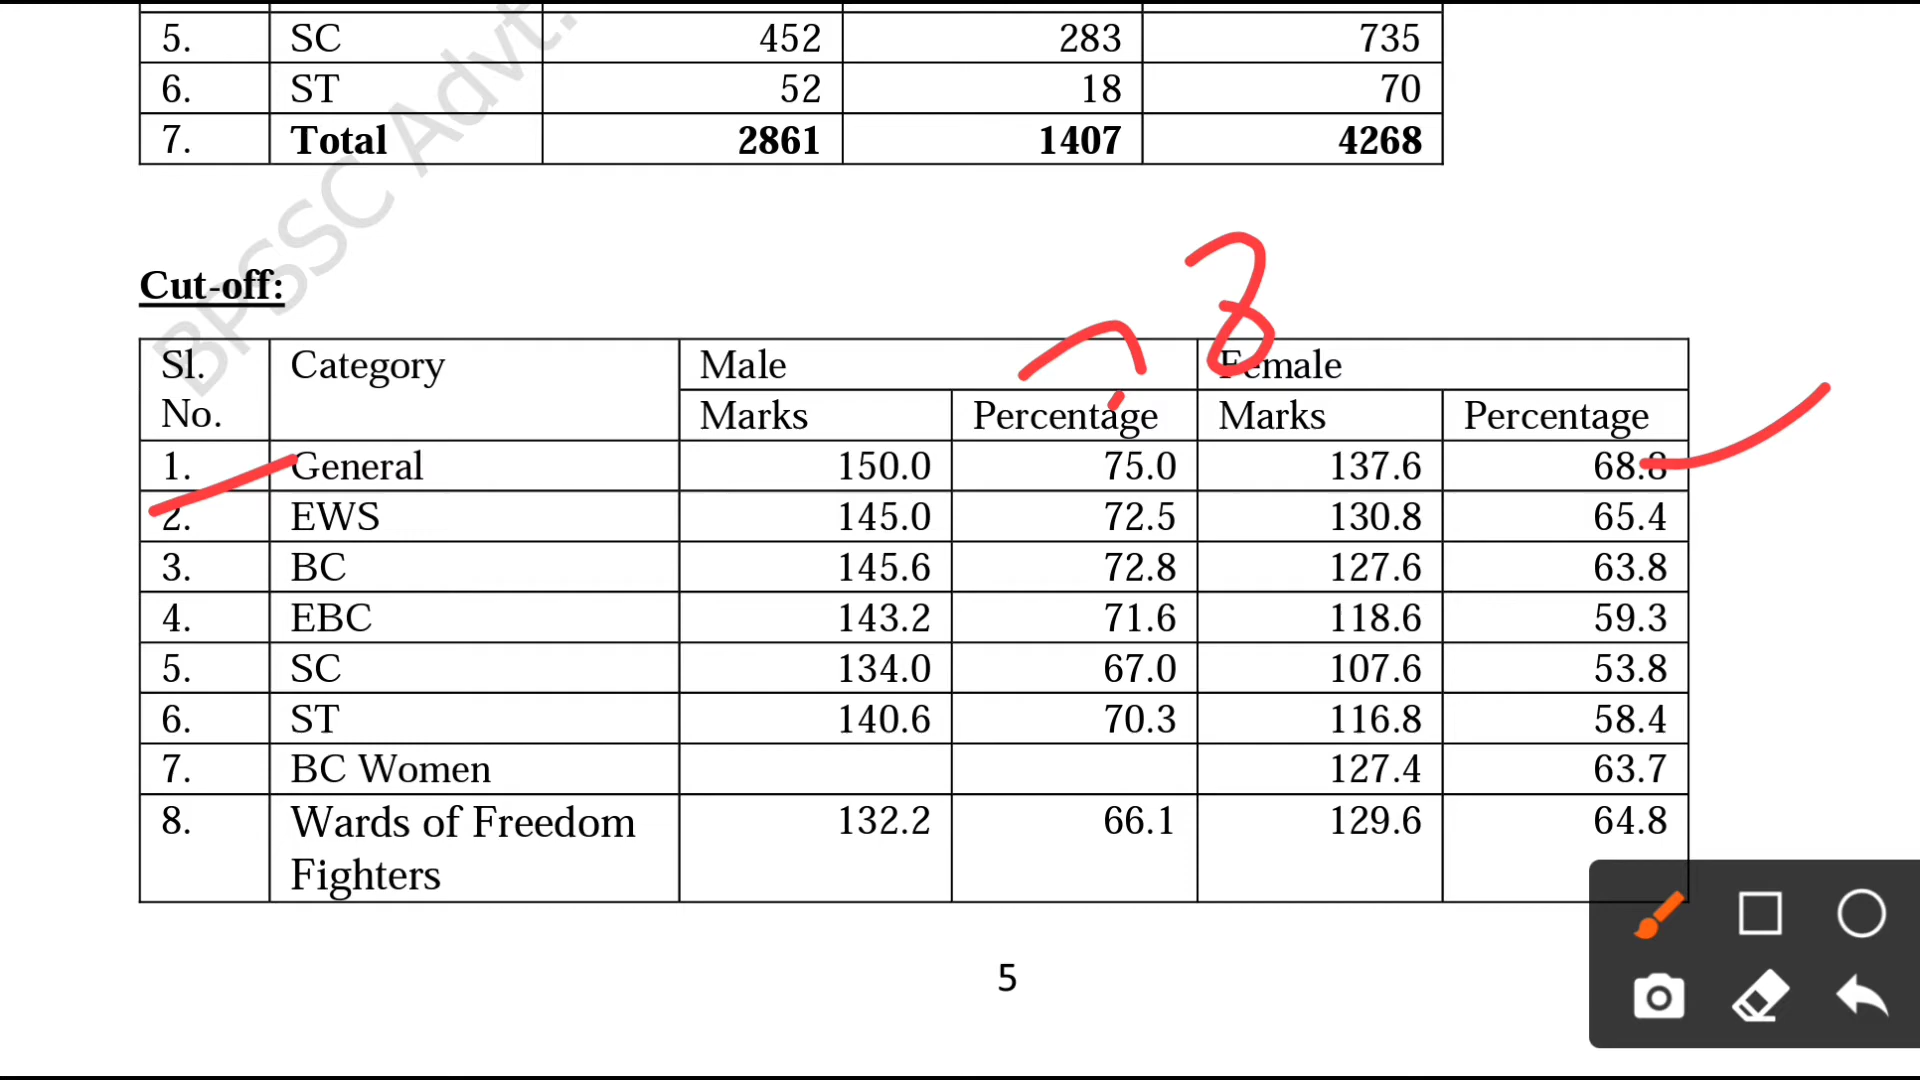 5. SC 452 283 735
6. ST 52 18 70
7. Total 2861 1407 4268
BPSSC Advt.
Cut-off:
Sl. No. Category Male Female
Marks Percentage Marks Percentage
1. General 150.0 75.0 137.6 68.8
2. EWS 145.0 72.5 130.8 65.4
3. BC 145.6 72.8 127.6 63.8
4. EBC 143.2 71.6 118.6 59.3
5. SC 134.0 67.0 107.6 53.8
6. ST 140.6 70.3 116.8 58.4
7. BC Women 127.4 63.7
8. Wards of Freedom 132.2 66.1 129.6 64.8
Fighters
5